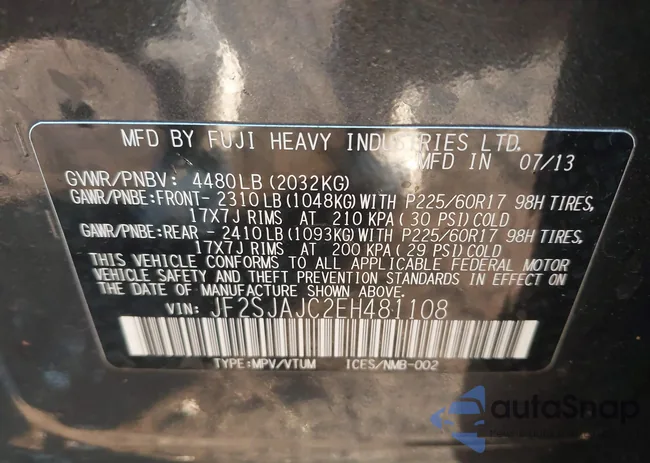 MFD BY FUJI HEAVY INDUSTRIES LTD.
MFD IN 07/13
GVWR/PNBV: 4480LB(2032KG)
GAWR/PNBE:FRONT- 2310LB(1048KG)WITH P225/60R17 98H TIRES,
17X7J RIMS AT 210 KPA(30 PSI)COLD
GAWR/PNBE:REAR - 2410LB(1093KG)WITH P225/60R17 98H TIRES,
17X7J RIMS AT 200 KPA(29 PSI)COLD
THIS VEHICLE CONFORMS TO ALL APPLICABLE FEDERAL MOTOR
VEHICLE SAFETY AND THEFT PREVENTION STANDARDS IN EFFECT ON
THE DATE OF MANUFACTURE SHOWN ABOVE.
VIN: JF2SJAJC2EH481108
TYPE:MPV/VTUM ICES/NMB-002
autoSnap